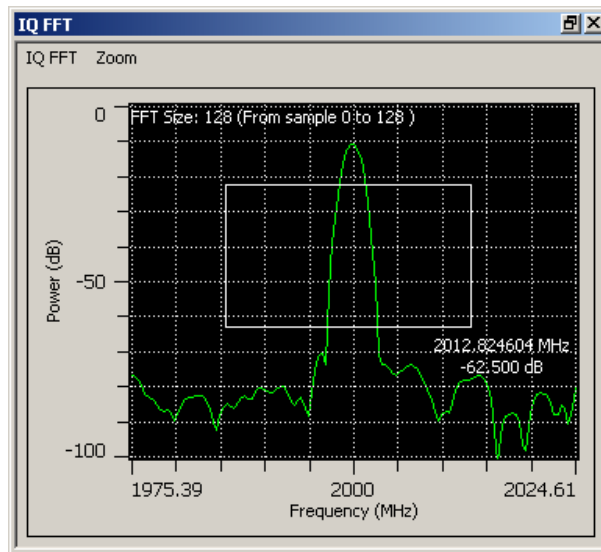 IQ FFT
IQ FFT Zoom
0
FFT Size: 128 (From sample 0 to 128 )
Power (dB)
-50
2012.824604 MHz
-62.500 dB
-100
1975.39 2000 2024.61
Frequency (MHz)